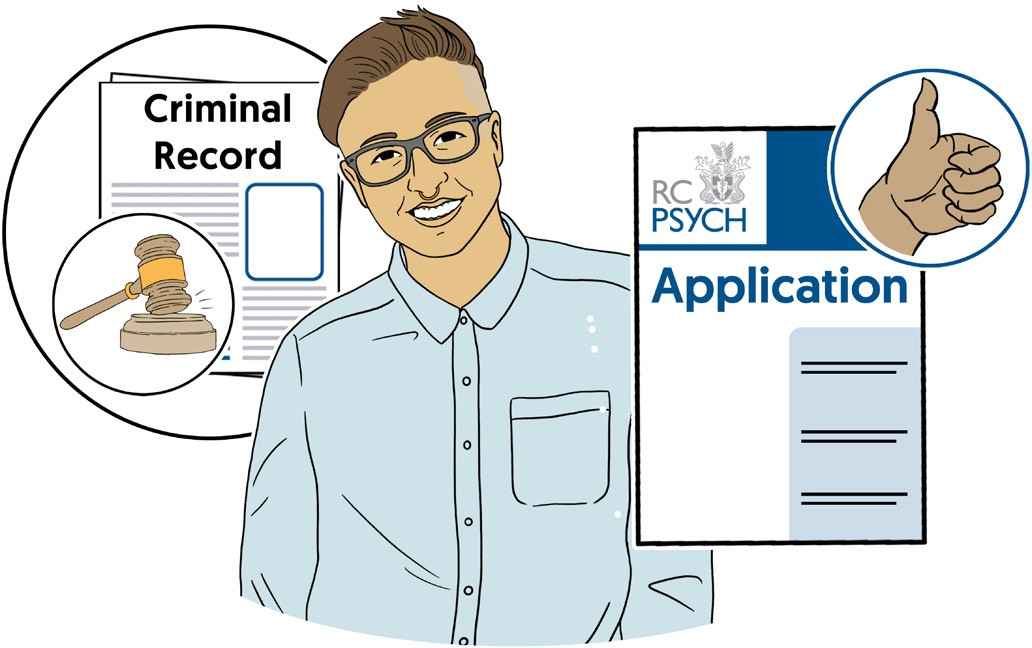 Criminal
Record
RC
PSYCH
Application